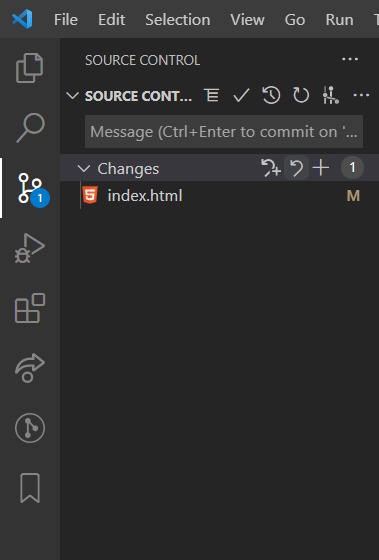 File Edit Selection View Go Run
SOURCE CONTROL
SOURCE CONT...
Message (Ctrl+Enter to commit on '...
Changes 1
1
index.html M